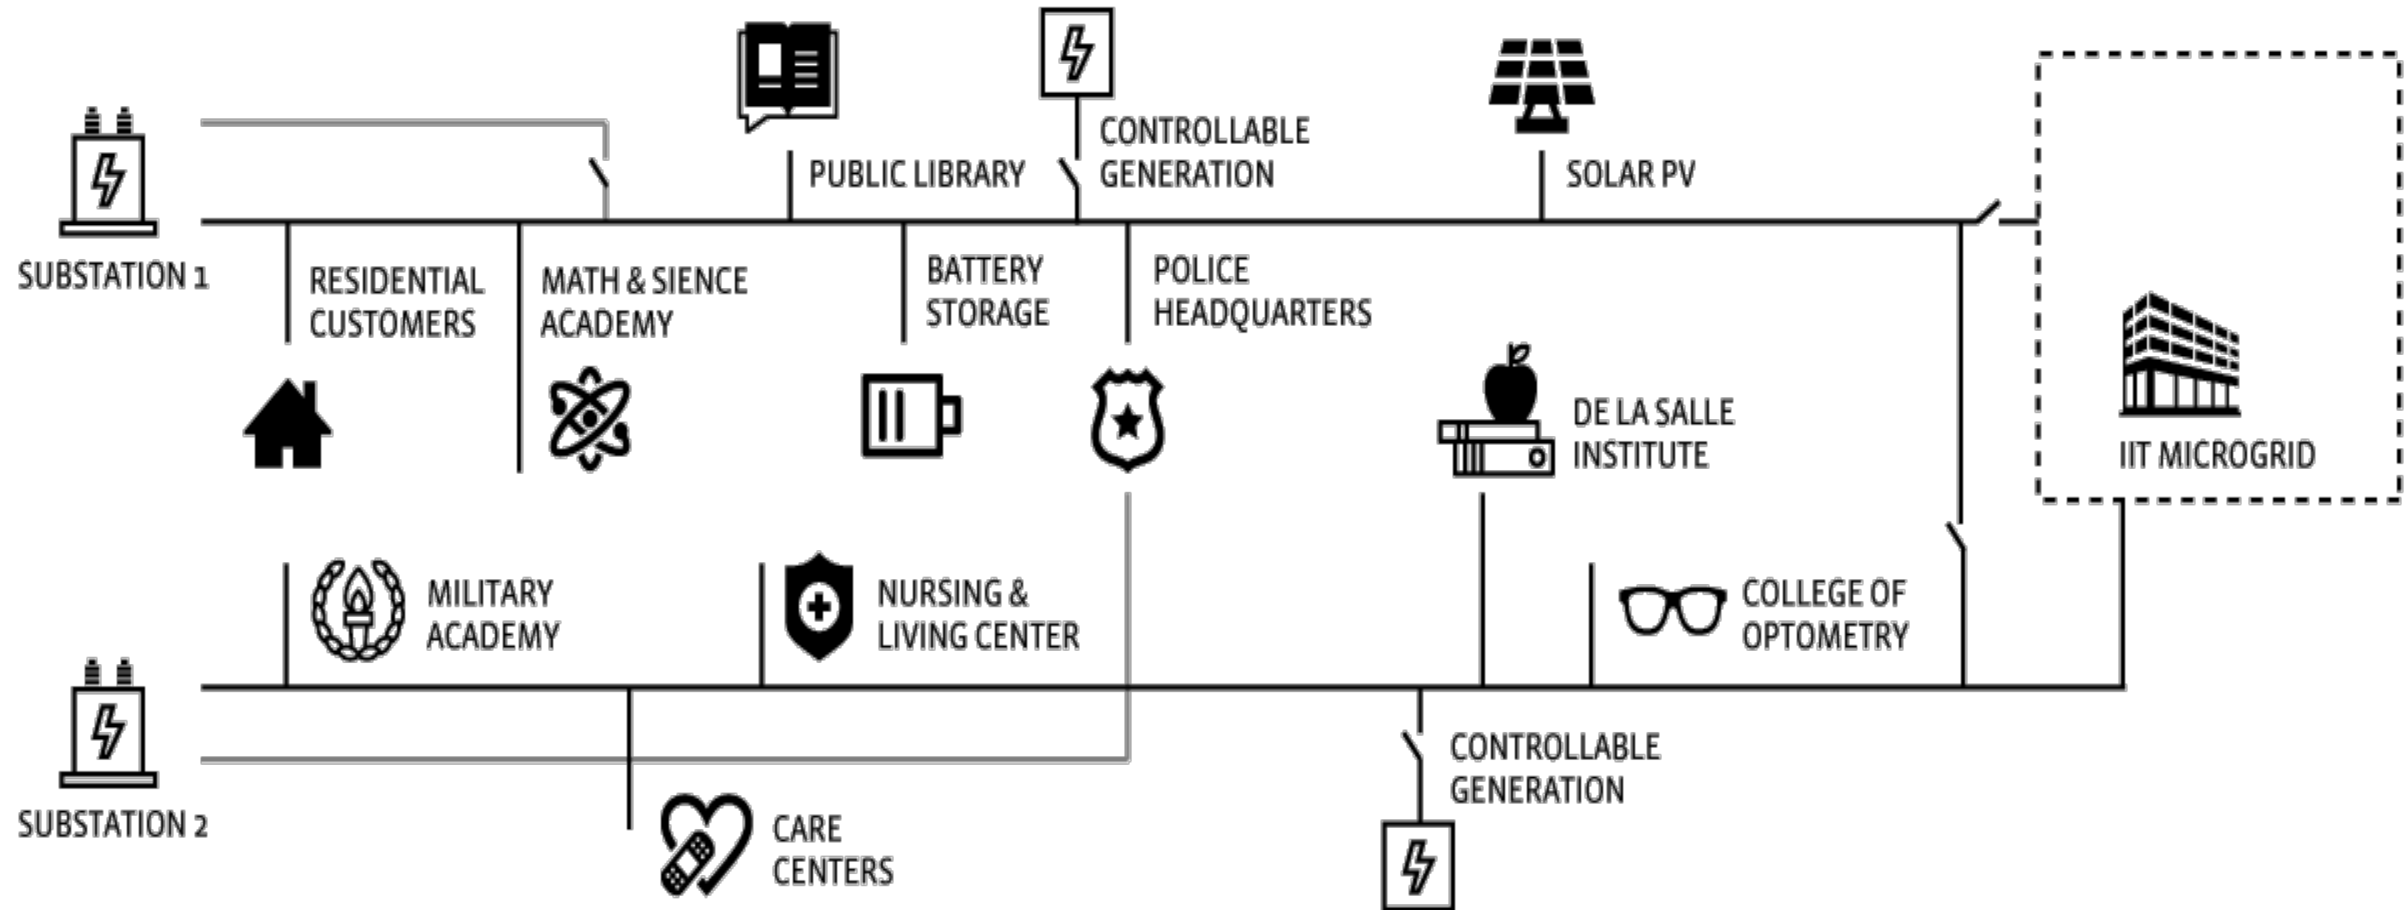 PUBLIC LIBRARY
CONTROLLABLE
GENERATION
SOLAR PV
SUBSTATION 1
RESIDENTIAL
CUSTOMERS
MATH & SIENCE
ACADEMY
BATTERY
STORAGE
POLICE
HEADQUARTERS
DE LA SALLE
INSTITUTE
IIT MICROGRID
MILITARY
ACADEMY
NURSING &
LIVING CENTER
COLLEGE OF
OPTOMETRY
SUBSTATION 2
CARE
CENTERS
CONTROLLABLE
GENERATION